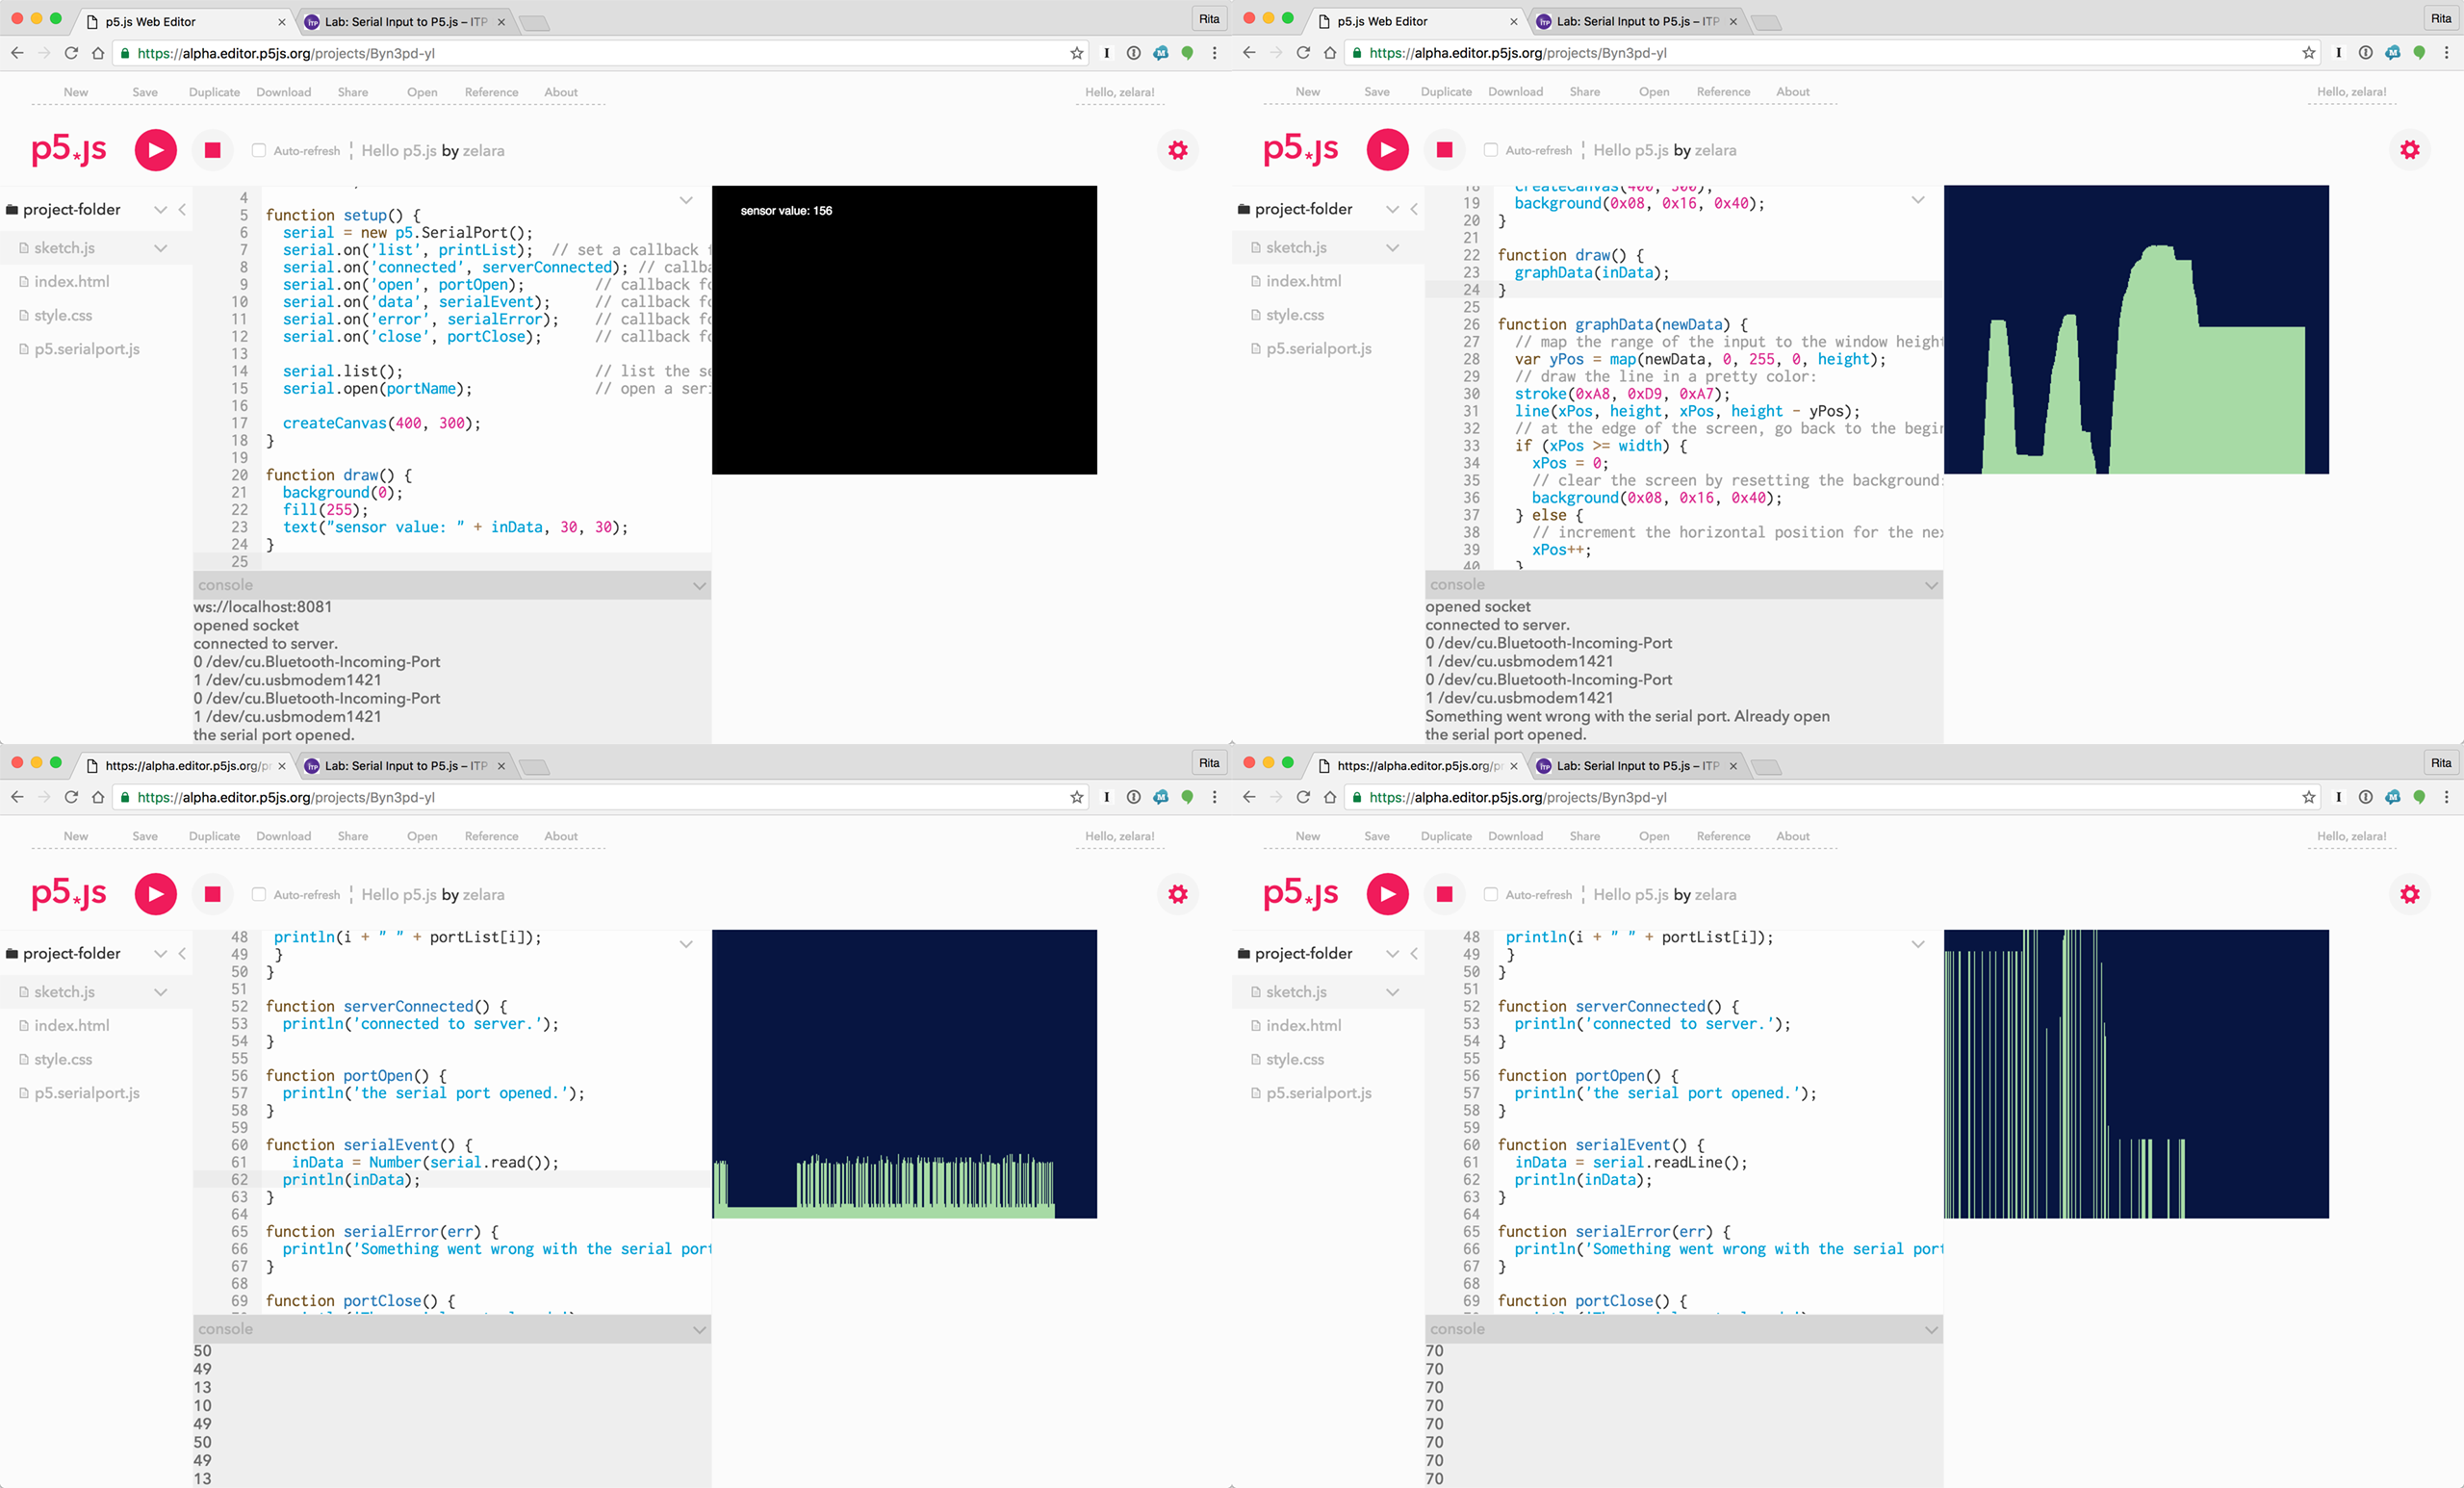 p5.js Web Editor
Lab: Serial Input to P5.js – ITP
Rita
https://alpha.editor.p5js.org/projects/Byn3pd-yl
New Save Duplicate Download Share Open Reference About
Hello, zelara!
p5*js
Auto-refresh
Hello p5.js by zelara
project-folder
sketch.js
index.html
style.css
p5.serialport.js
4
5 function setup() {
6 serial = new p5.SerialPort();
7 serial.on('list', printList); // set a callback
8 serial.on('connected', serverConnected); // callb
9 serial.on('open', portOpen); // callback fo
10 serial.on('data', serialEvent); // callback fo
11 serial.on('error', serialError); // callback fo
12 serial.on('close', portClose); // callback fo
13
14 serial.list(); // list the se
15 serial.open(portName); // open a ser
16
17 createCanvas(400, 300);
18 }
19
20 function draw() {
21 background(0);
22 fill(255);
23 text("sensor value: " + inData, 30, 30);
24 }
25
sensor value: 156
console
ws://localhost:8081
opened socket
connected to server.
0 /dev/cu.Bluetooth-Incoming-Port
1 /dev/cu.usbmodem1421
0 /dev/cu.Bluetooth-Incoming-Port
1 /dev/cu.usbmodem1421
the serial port opened.
p5.js Web Editor
Lab: Serial Input to P5.js – ITP
Rita
https://alpha.editor.p5js.org/projects/Byn3pd-yl
New Save Duplicate Download Share Open Reference About
Hello, zelara!
p5*js
Auto-refresh
Hello p5.js by zelara
project-folder
sketch.js
index.html
style.css
p5.serialport.js
18 createCanvas(400, 300);
19 background(0x08, 0x16, 0x40);
20 }
21
22 function draw() {
23 graphData(inData);
24 }
25
26 function graphData(newData) {
27 // map the range of the input to the window height
28 var yPos = map(newData, 0, 255, 0, height);
29 // draw the line in a pretty color:
30 stroke(0xA8, 0xD9, 0xA7);
31 line(xPos, height, xPos, height - yPos);
32 // at the edge of the screen, go back to the begin
33 if (xPos >= width) {
34 xPos = 0;
35 // clear the screen by resetting the background:
36 background(0x08, 0x16, 0x40);
37 } else {
38 // increment the horizontal position for the nex
39 xPos++;
40 }
console
opened socket
connected to server.
0 /dev/cu.Bluetooth-Incoming-Port
1 /dev/cu.usbmodem1421
0 /dev/cu.Bluetooth-Incoming-Port
1 /dev/cu.usbmodem1421
Something went wrong with the serial port. Already open
the serial port opened.
https://alpha.editor.p5js.org/pr
Lab: Serial Input to P5.js – ITP
Rita
https://alpha.editor.p5js.org/projects/Byn3pd-yl
New Save Duplicate Download Share Open Reference About
Hello, zelara!
p5*js
Auto-refresh
Hello p5.js by zelara
project-folder
sketch.js
index.html
style.css
p5.serialport.js
48 println(i + " " + portList[i]);
49 }
50 }
51
52 function serverConnected() {
53 println('connected to server.');
54 }
55
56 function portOpen() {
57 println('the serial port opened.');
58 }
59
60 function serialEvent() {
61 inData = Number(serial.read());
62 println(inData);
63 }
64
65 function serialError(err) {
66 println('Something went wrong with the serial port
67 }
68
69 function portClose() {
console
50
49
13
10
49
50
49
13
https://alpha.editor.p5js.org/pr
Lab: Serial Input to P5.js – ITP
Rita
https://alpha.editor.p5js.org/projects/Byn3pd-yl
New Save Duplicate Download Share Open Reference About
Hello, zelara!
p5*js
Auto-refresh
Hello p5.js by zelara
project-folder
sketch.js
index.html
style.css
p5.serialport.js
48 println(i + " " + portList[i]);
49 }
50 }
51
52 function serverConnected() {
53 println('connected to server.');
54 }
55
56 function portOpen() {
57 println('the serial port opened.');
58 }
59
60 function serialEvent() {
61 inData = serial.readLine();
62 println(inData);
63 }
64
65 function serialError(err) {
66 println('Something went wrong with the serial port
67 }
68
69 function portClose() {
console
70
70
70
70
70
70
70
70